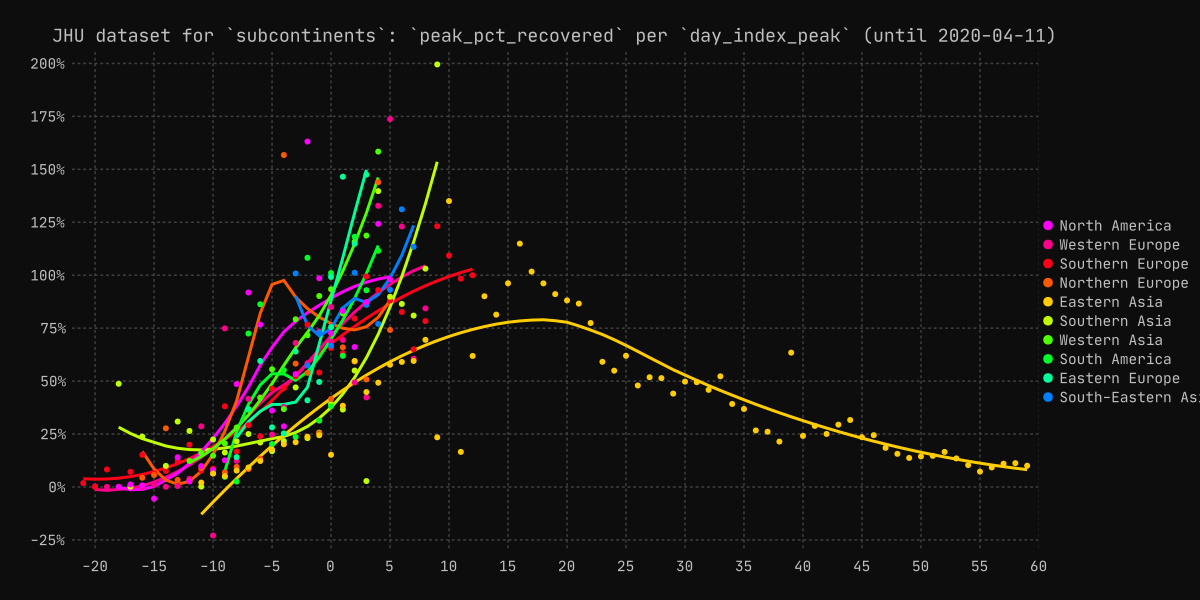 JHU dataset for `subcontinents`: `peak_pct_recovered` per `day_index_peak` (until 2020-04-11)
200%
175%
150%
125%
100%
75%
50%
25%
0%
-25%
-20 -15 -10 -5 0 5 10 15 20 25 30 35 40 45 50 55 60
North America
Western Europe
Southern Europe
Northern Europe
Eastern Asia
Southern Asia
Western Asia
South America
Eastern Europe
South-Eastern As